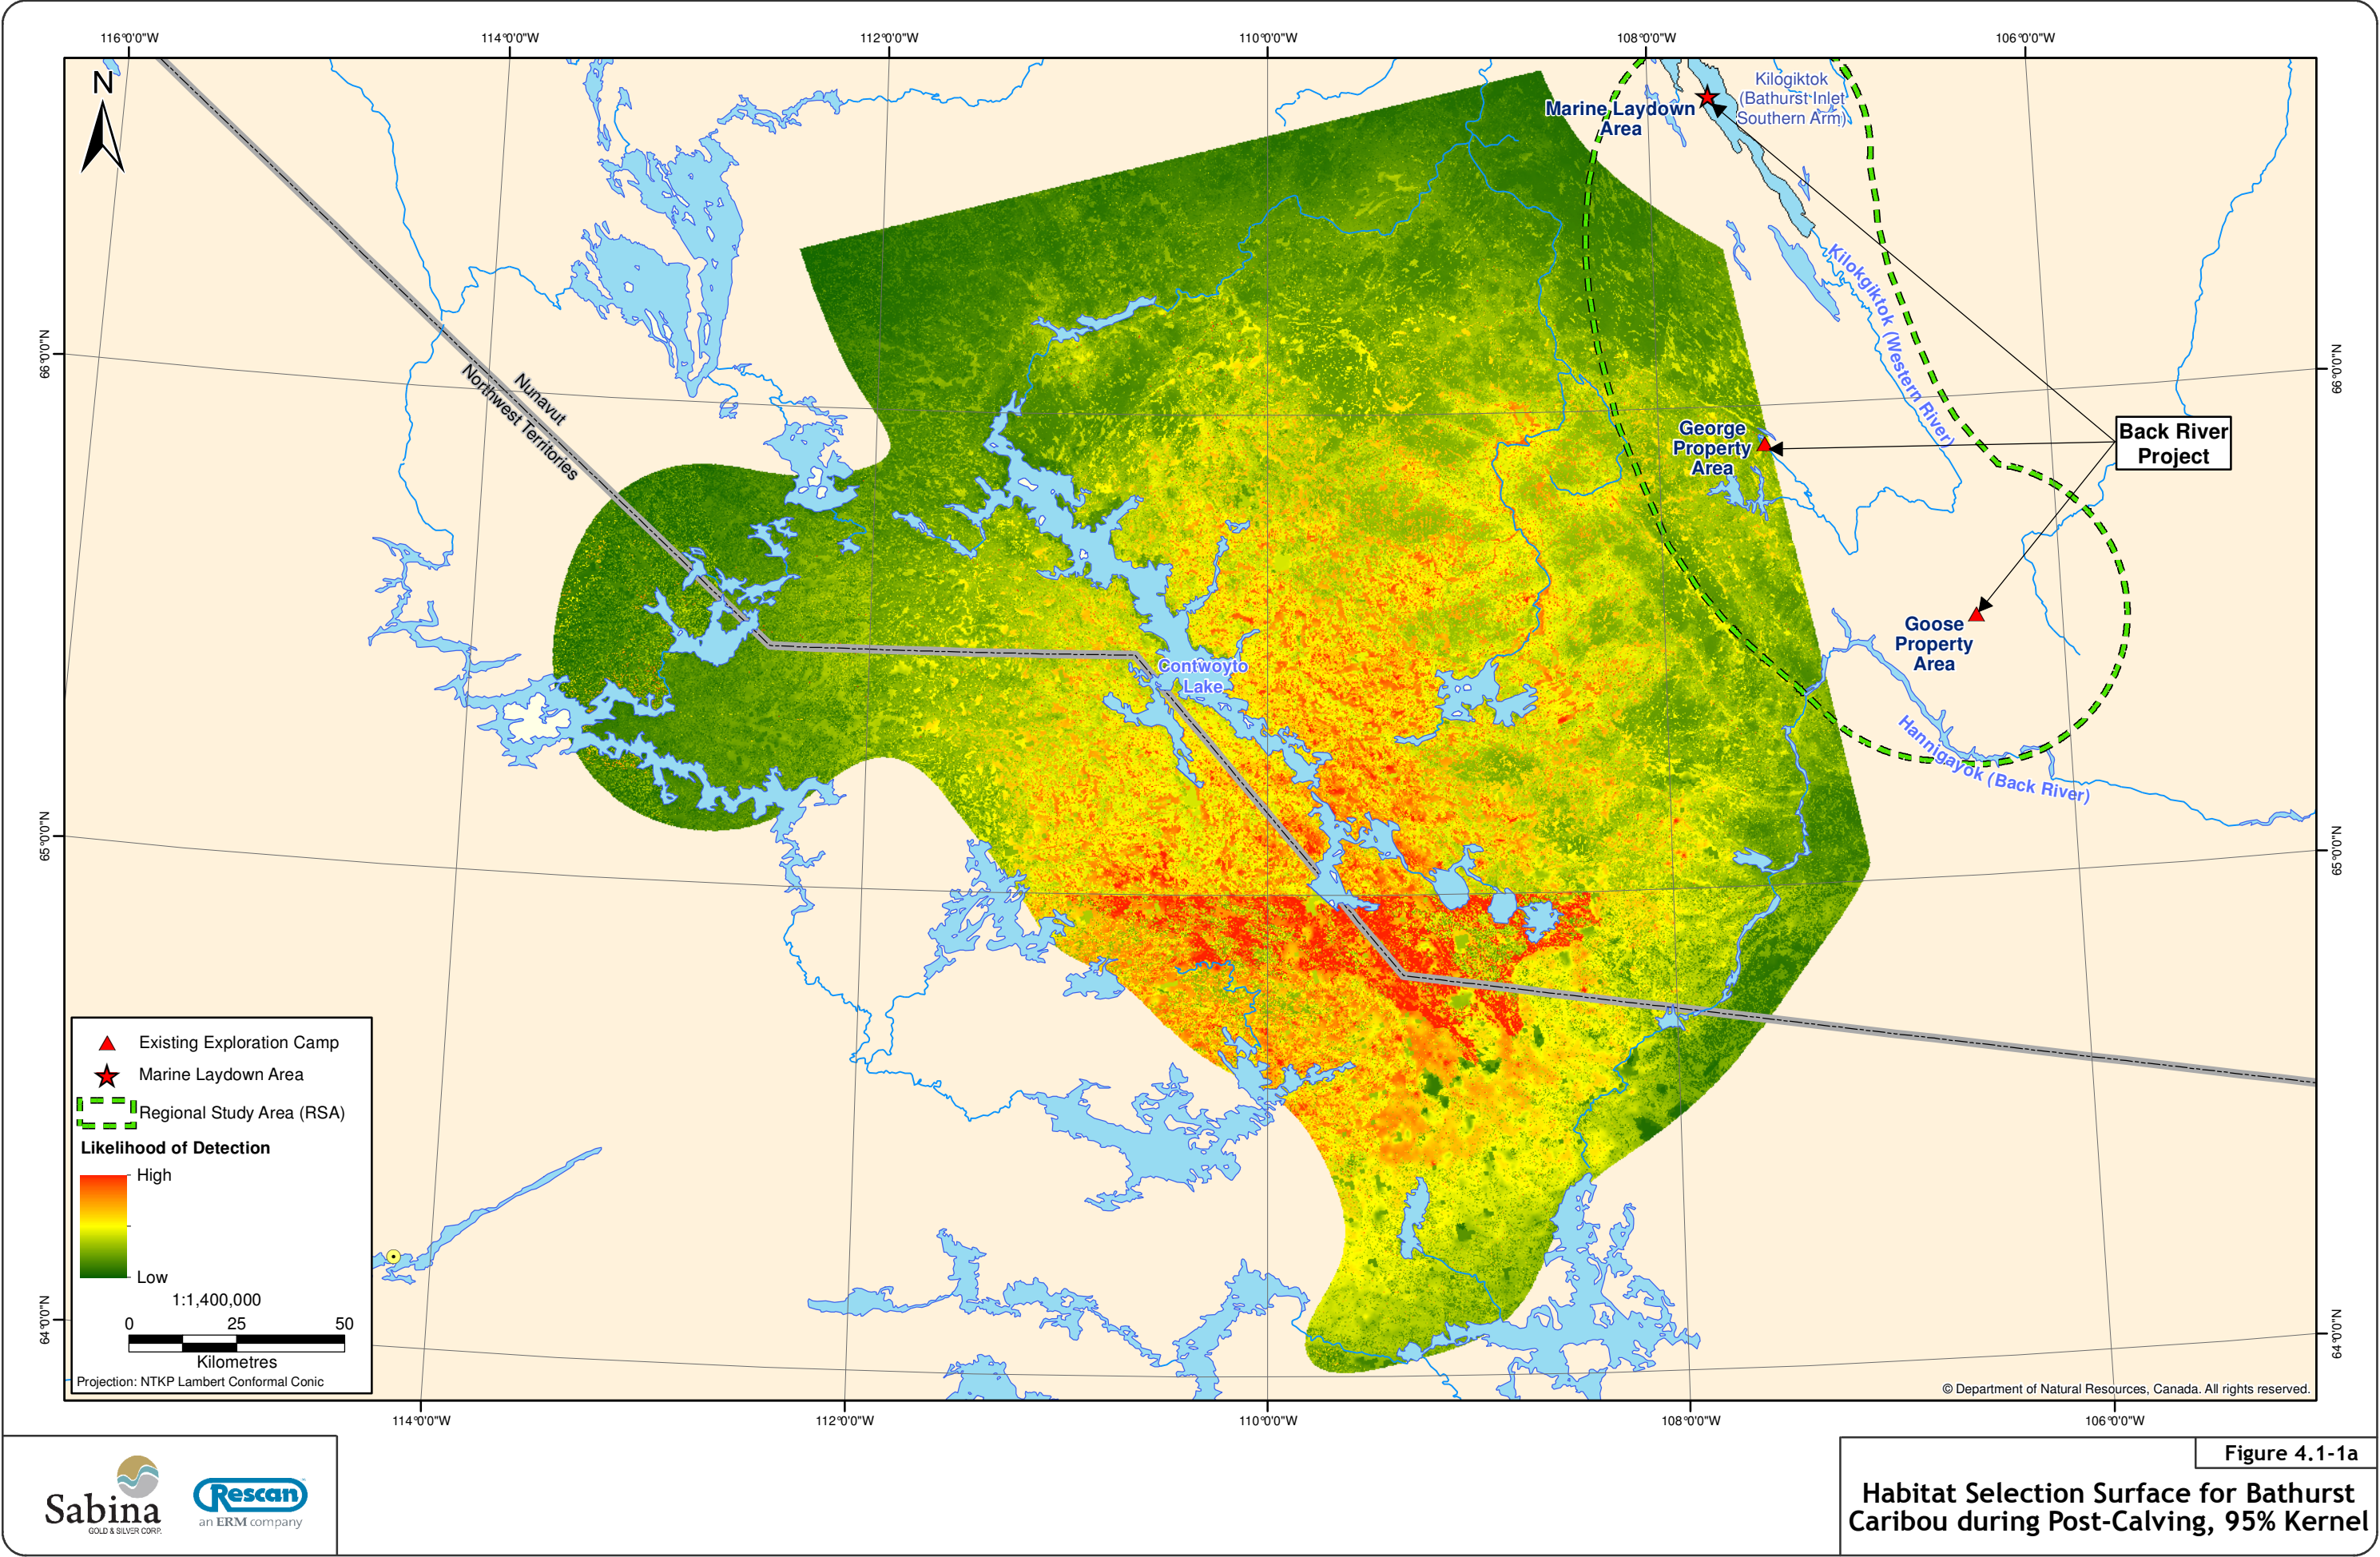 116°0'0"W
114°0'0"W
112°0'0"W
110°0'0"W
108°0'0"W
106°0'0"W
N
Kilogiktok
(Bathurst Inlet
Southern Arm)
Marine Laydown
Area
Kilokgiktok (Western River)
66°0'0"N
66°0'0"N
Nunavut
Northwest Territories
George
Property
Area
Back River
Project
Goose
Property
Area
Contwoyto
Lake
Hannigayok (Back River)
65°0'0"N
65°0'0"N
Existing Exploration Camp
Marine Laydown Area
Regional Study Area (RSA)
Likelihood of Detection
High
Low
1:1,400,000
0 25 50
Kilometres
Projection: NTKP Lambert Conformal Conic
64°0'0"N
64°0'0"N
© Department of Natural Resources, Canada. All rights reserved.
114°0'0"W
112°0'0"W
110°0'0"W
108°0'0"W
106°0'0"W
Sabina
GOLD & SILVER CORP.
Rescan
an ERM company
Figure 4.1-1a
Habitat Selection Surface for Bathurst
Caribou during Post-Calving, 95% Kernel